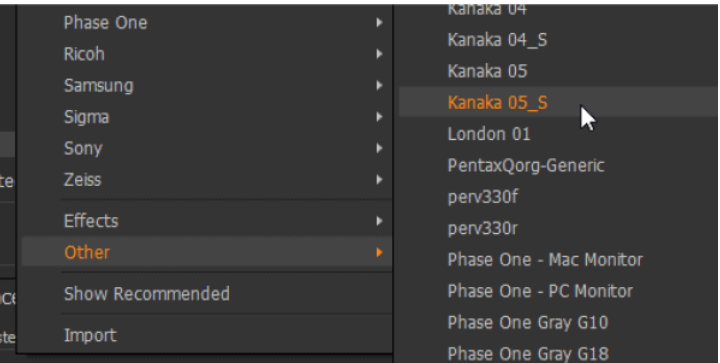 Phase One
Ricoh
Samsung
Sigma
Sony
Zeiss
Effects
Other
Show Recommended
Import
Kanaka 04
Kanaka 04_S
Kanaka 05
Kanaka 05_S
London 01
PentaxQorg-Generic
perv330f
perv330r
Phase One - Mac Monitor
Phase One - PC Monitor
Phase One Gray G10
Phase One Gray G18